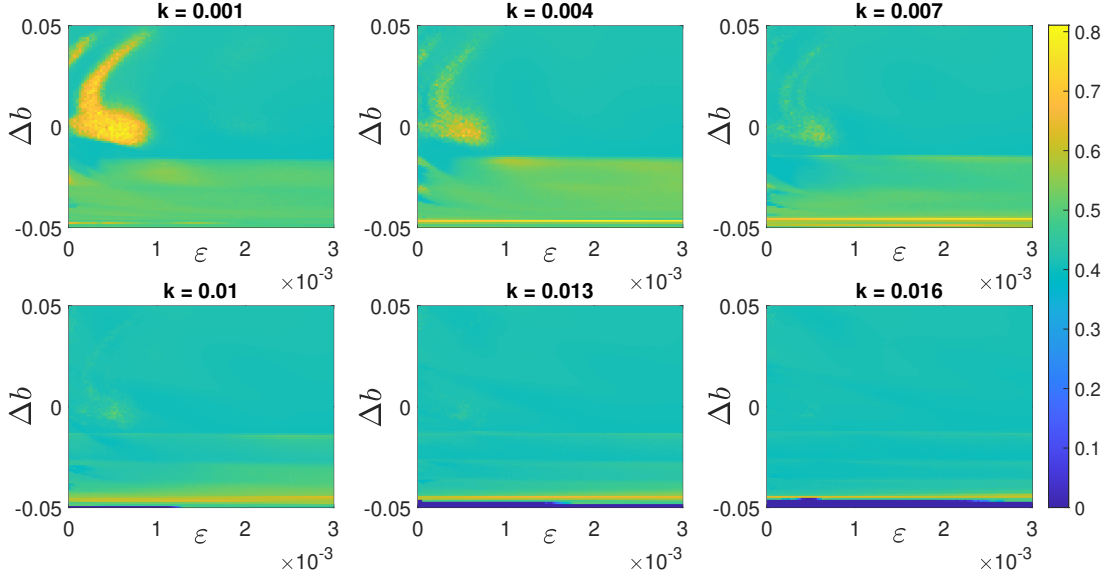 k = 0.001 k = 0.004 k = 0.007
0.05 0.05 0.05 0.8
Δb Δb Δb 0.7
0 0 0 0.6
-0.05 -0.05 -0.05 0.5
0 1 2 3 0 1 2 3 0 1 2 3
ε ε ε
×10⁻³ ×10⁻³ ×10⁻³
k = 0.01 k = 0.013 k = 0.016 0.4
0.05 0.05 0.05 0.3
Δb Δb Δb 0.2
0 0 0 0.1
-0.05 -0.05 -0.05 0
0 1 2 3 0 1 2 3 0 1 2 3
ε ε ε
×10⁻³ ×10⁻³ ×10⁻³